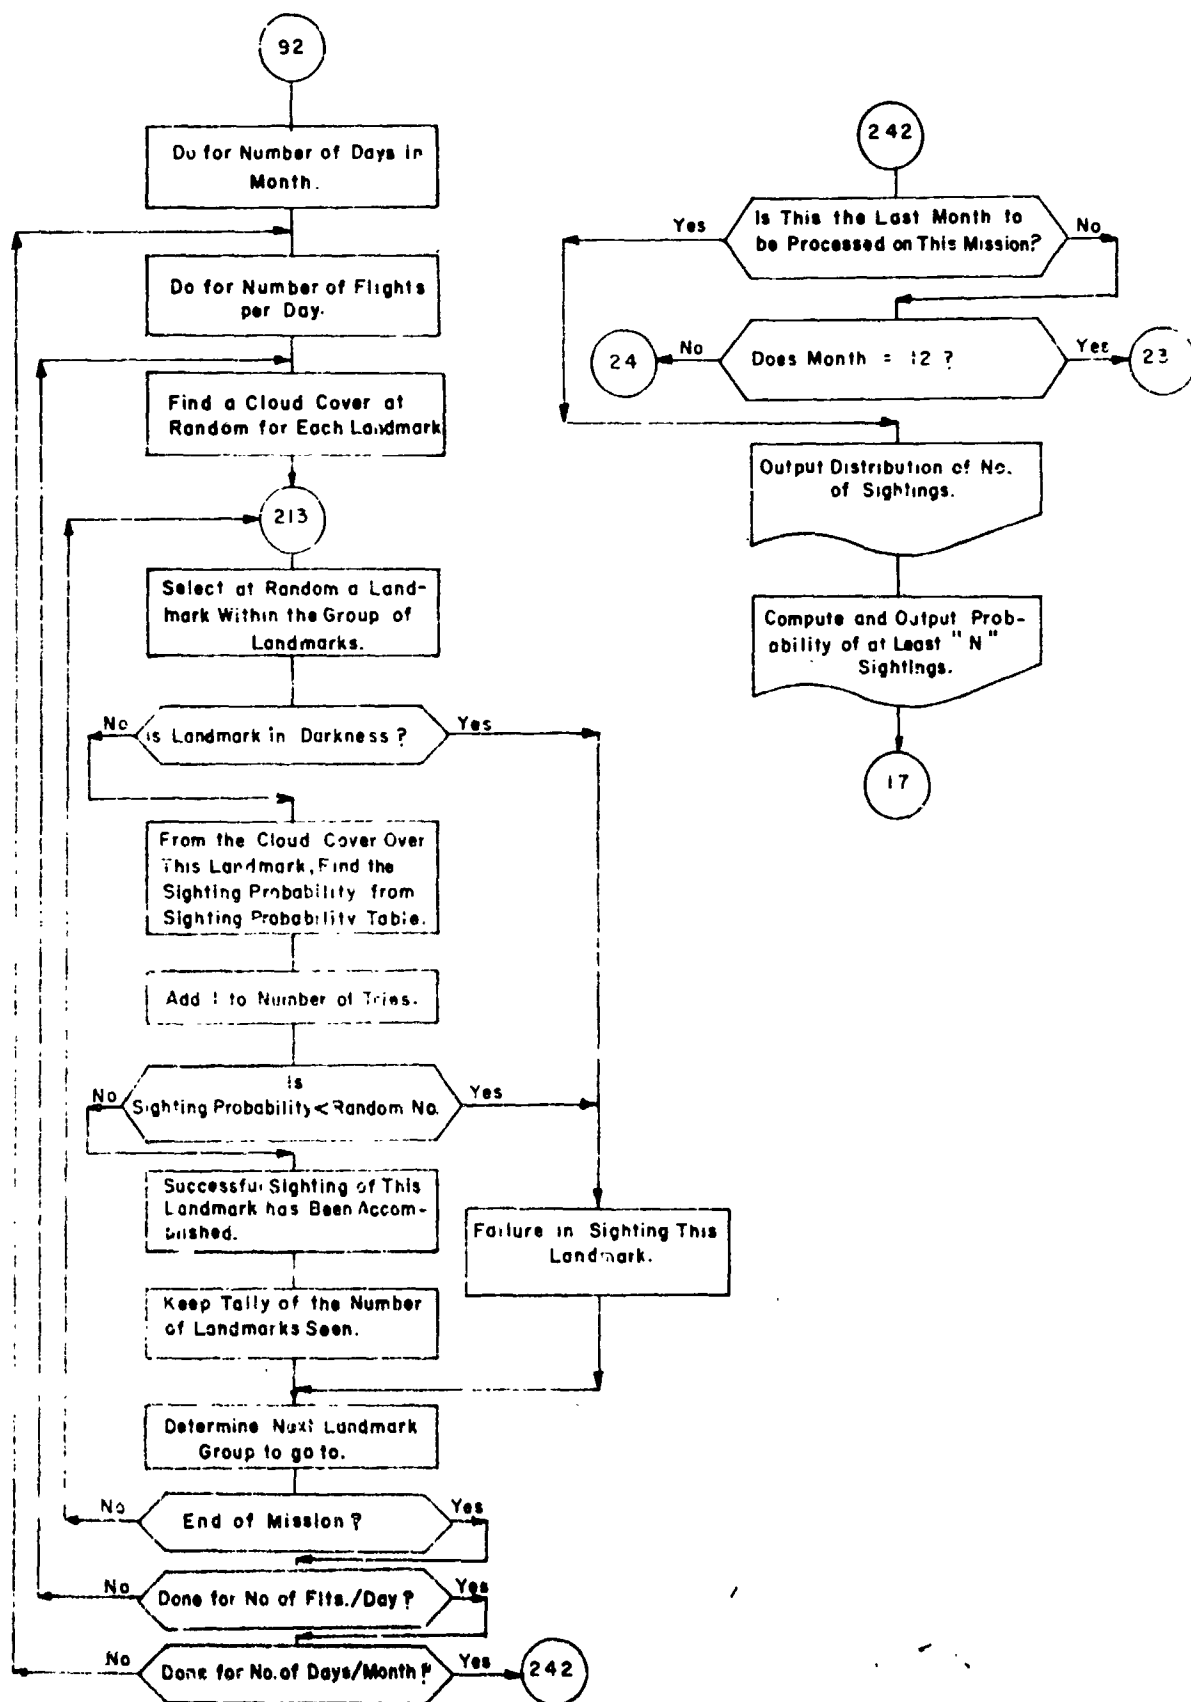 92
Do for Number of Days in
Month.
Do for Number of Flights
per Day.
Find a Cloud Cover at
Random for Each Landmark
213
Select at Random a Land-
mark Within the Group of
Landmarks.
No
Is Landmark in Darkness?
Yes
From the Cloud Cover Over
This Landmark, Find the
Sighting Probability from
Sighting Probability Table.
Add 1 to Number of Tries.
Is
No
Sighting Probability < Random No.
Yes
Successful Sighting of This
Landmark has Been Accom-
plished.
Failure in Sighting This
Landmark.
Keep Tally of the Number
of Landmarks Seen.
Determine Next Landmark
Group to go to.
No
End of Mission?
Yes
No
Done for No of Flts./Day?
Yes
No
Done for No. of Days/Month?
Yes
242
242
Yes
Is This the Last Month to
be Processed on This Mission?
No
24
No
Does Month = 12 ?
Yes
23
Output Distribution of No.
of Sightings.
Compute and Output Prob-
ability of at Least "N"
Sightings.
17